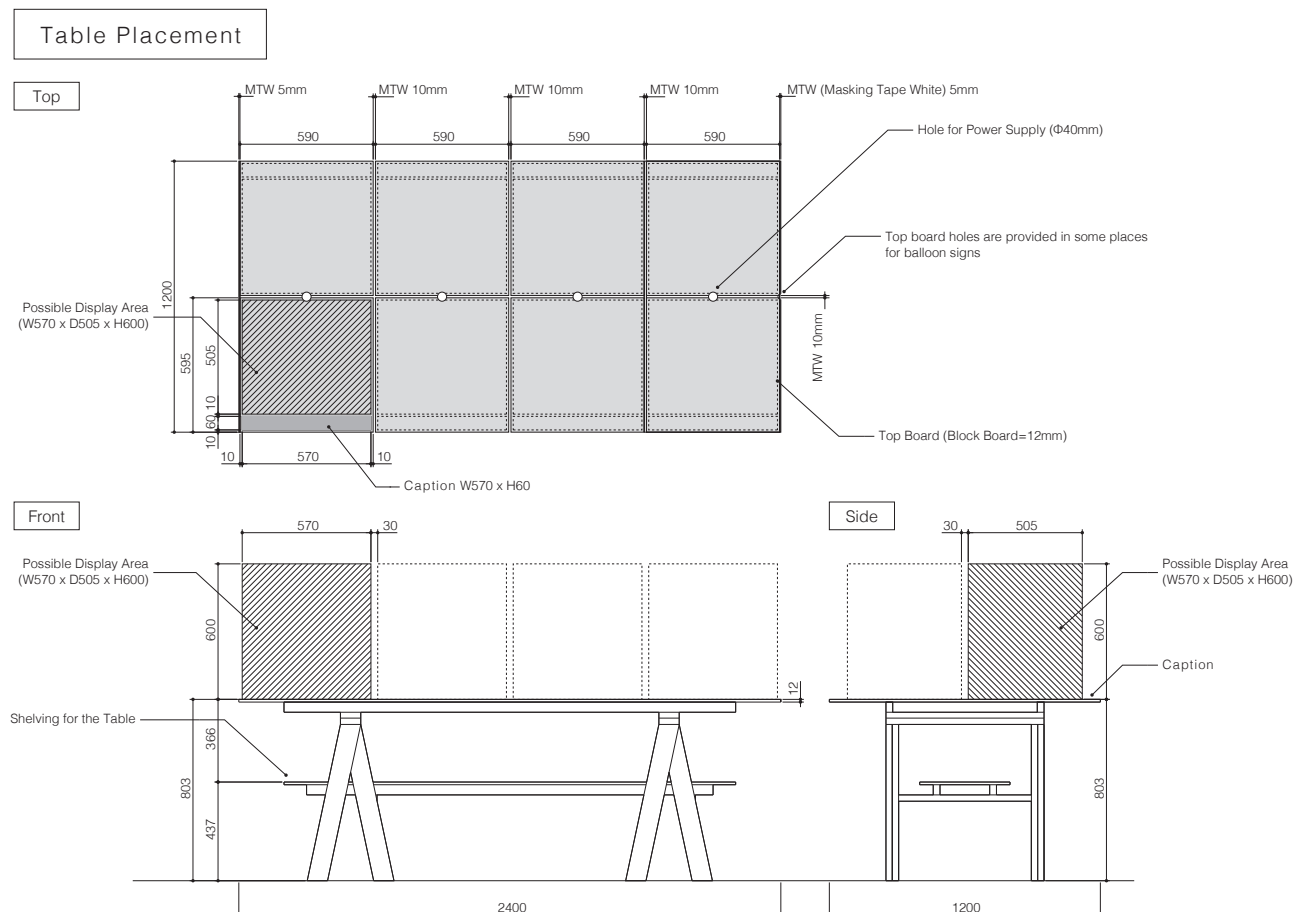 Table Placement
Top
MTW 5mm
MTW 10mm
MTW 10mm
MTW 10mm
MTW (Masking Tape White) 5mm
590
590
590
590
Hole for Power Supply (Φ40mm)
Top board holes are provided in some places
for balloon signs
1200
Possible Display Area
(W570 x D505 x H600)
595
505
MTW 10mm
10
60
10
Top Board (Block Board=12mm)
10
570
10
Caption W570 x H60
Front
570
30
Side
30
505
Possible Display Area
(W570 x D505 x H600)
Possible Display Area
(W570 x D505 x H600)
600
600
Caption
12
Shelving for the Table
366
803
437
803
2400
1200